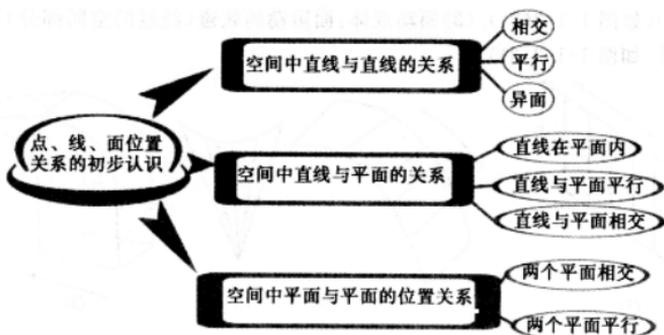 相交
空间中直线与直线的关系
平行
异面
点、线、面位置
关系的初步认识
直线在平面内
空间中直线与平面的关系
直线与平面平行
直线与平面相交
两个平面相交
空间中平面与平面的位置关系
两个平面平行